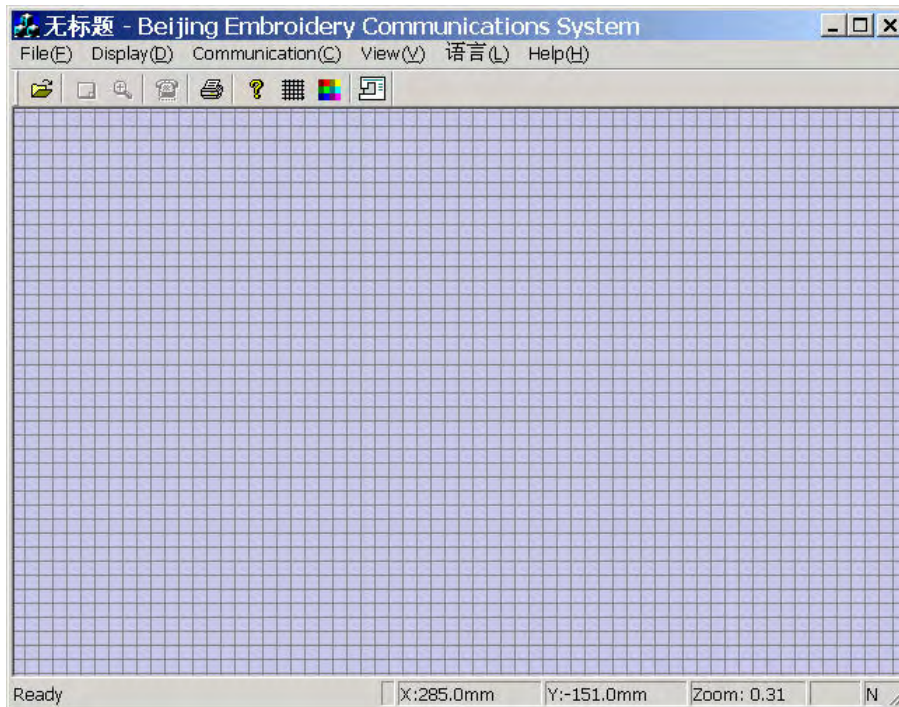 无标题 - Beijing Embroidery Communications System
File(F) Display(D) Communication(C) View(V) 语言(L) Help(H)
Ready X:285.0mm Y:-151.0mm Zoom: 0.31 N